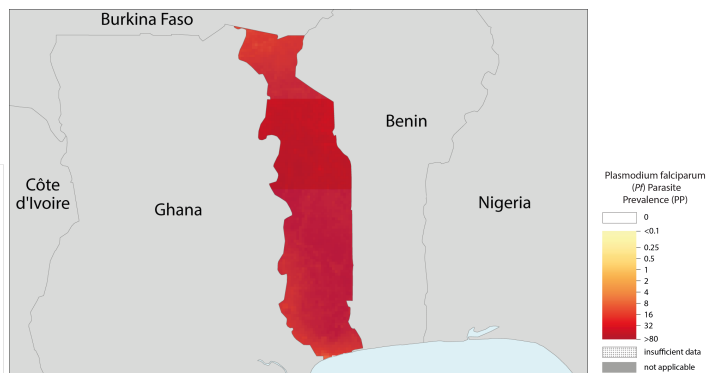 Burkina Faso
Benin
Côte
d'Ivoire
Ghana
Nigeria
Plasmodium falciparum
(Pf) Parasite
Prevalence (PP)
0
<0.1
0.25
0.5
1
2
4
8
16
32
>80
insufficient data
not applicable